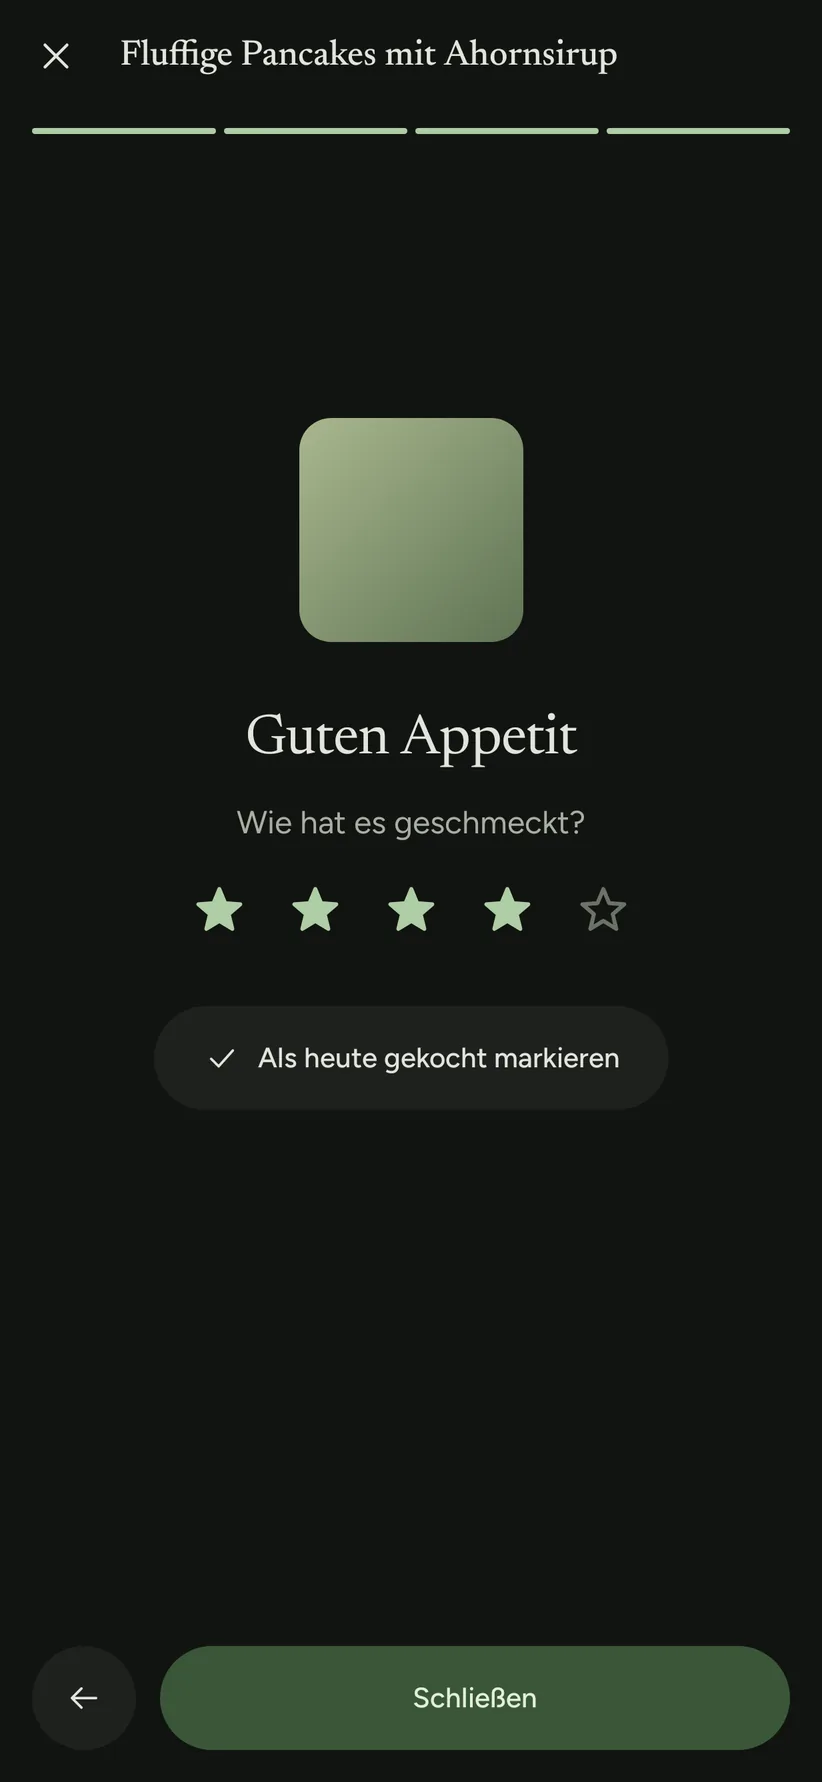 Fluffige Pancakes mit Ahornsirup
Guten Appetit
Wie hat es geschmeckt?
Als heute gekocht markieren
Schließen